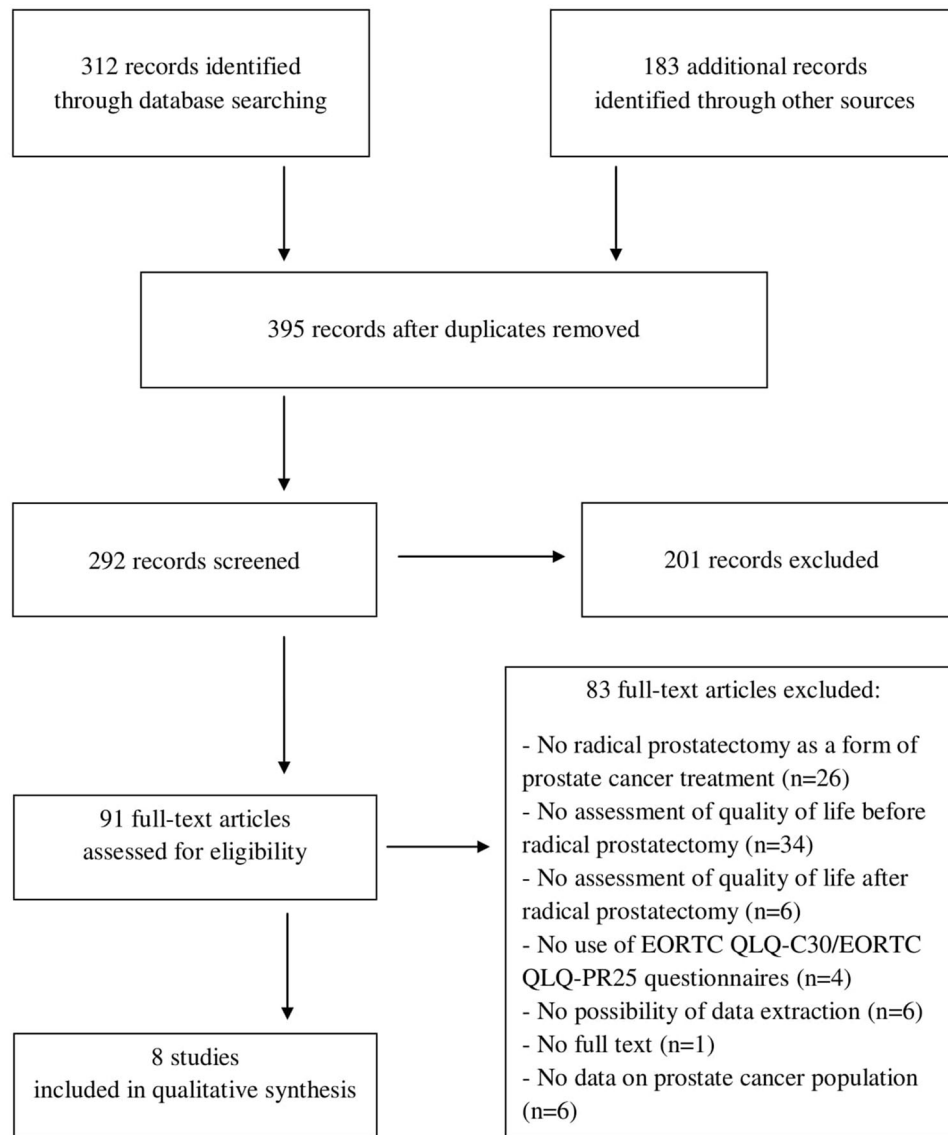 312 records identified
through database searching
183 additional records
identified through other sources
395 records after duplicates removed
292 records screened
201 records excluded
83 full-text articles excluded:
- No radical prostatectomy as a form of
prostate cancer treatment (n=26)
- No assessment of quality of life before
radical prostatectomy (n=34)
- No assessment of quality of life after
radical prostatectomy (n=6)
- No use of EORTC QLQ-C30/EORTC
QLQ-PR25 questionnaires (n=4)
- No possibility of data extraction (n=6)
- No full text (n=1)
- No data on prostate cancer population
(n=6)
91 full-text articles
assessed for eligibility
8 studies
included in qualitative synthesis